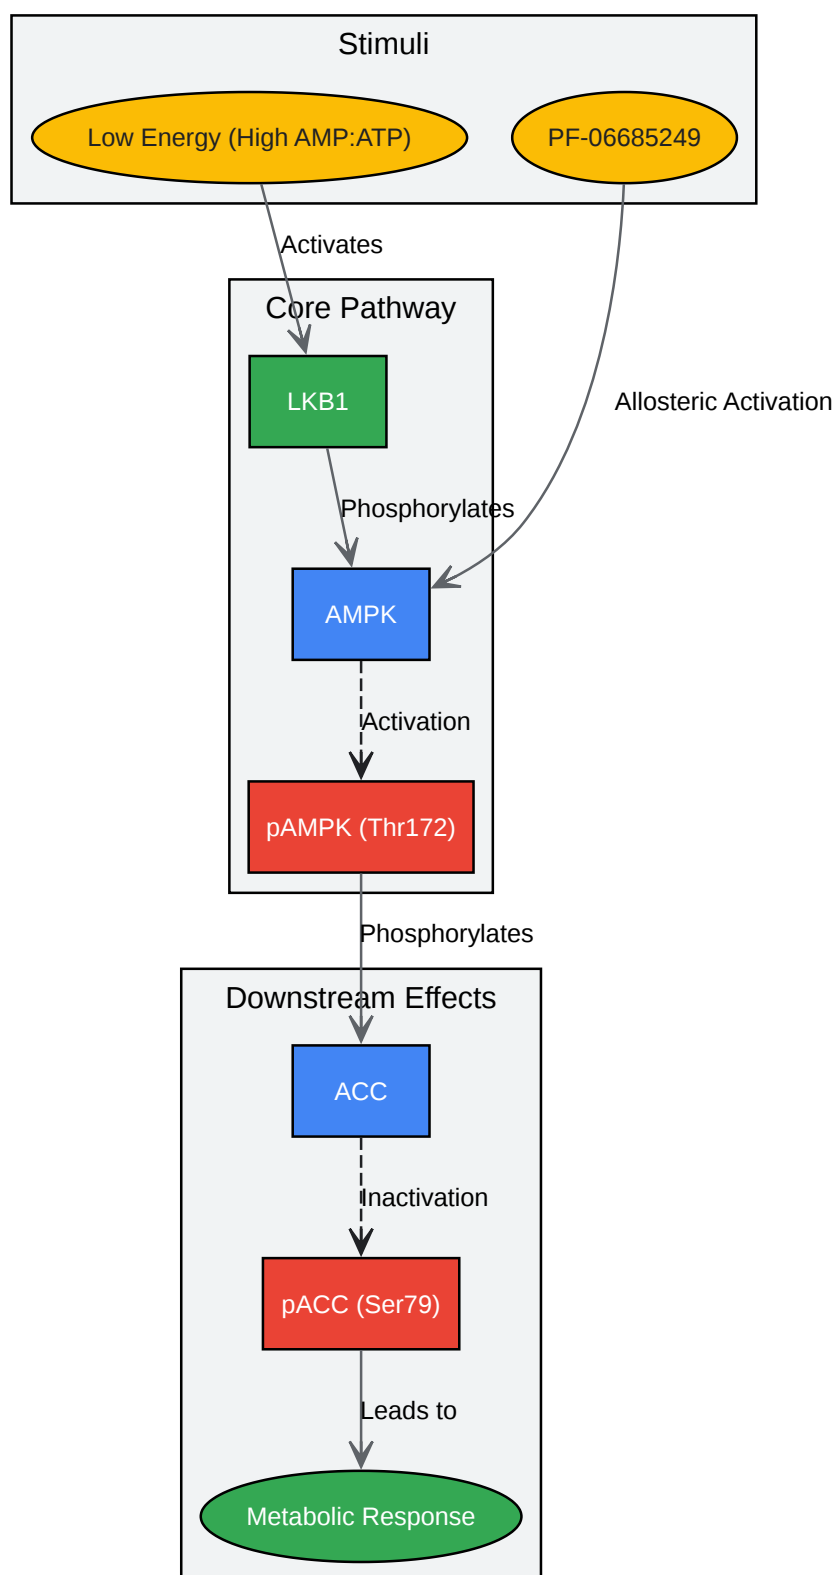 Stimuli
Low Energy (High AMP:ATP)
PF-06685249
Activates
Core Pathway
LKB1
Allosteric Activation
Phosphorylates
AMPK
Activation
pAMPK (Thr172)
Phosphorylates
Downstream Effects
ACC
Inactivation
pACC (Ser79)
Leads to
Metabolic Response